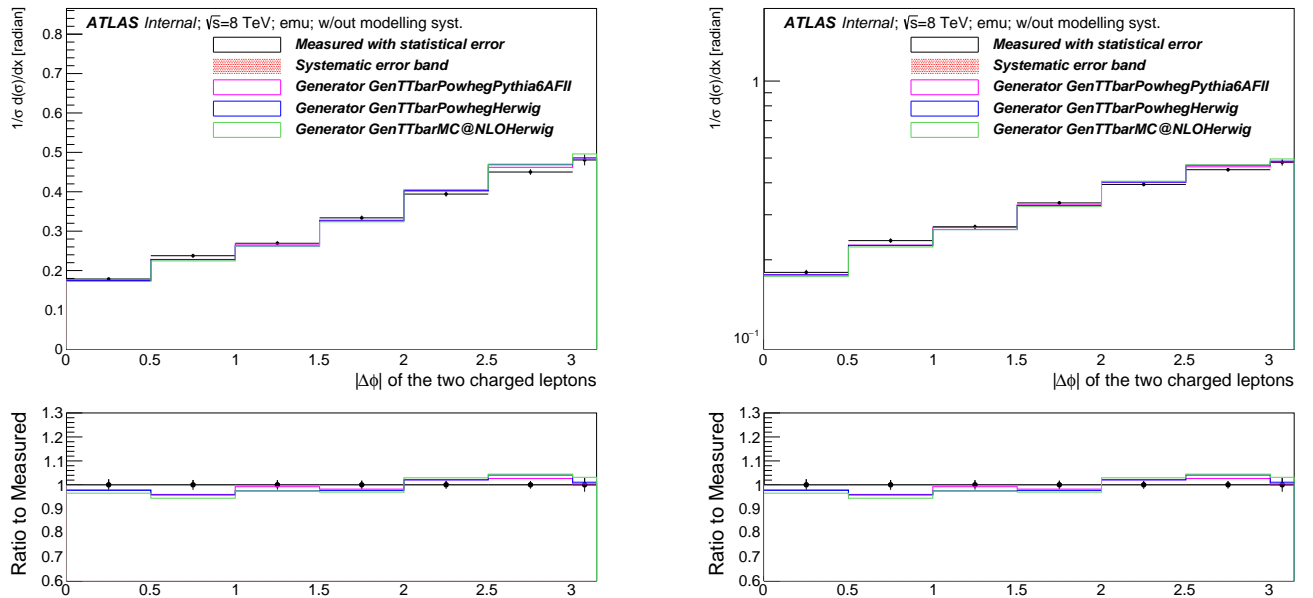 ATLAS Internal; √s=8 TeV; emu; w/out modelling syst.
Measured with statistical error
Systematic error band
Generator GenTTbarPowhegPythia6AFII
Generator GenTTbarPowhegHerwig
Generator GenTTbarMC@NLOHerwig
1/σ d(σ)/dx [radian]
0.8
0.7
0.6
0.5
0.4
0.3
0.2
0.1
0
0 0.5 1 1.5 2 2.5 3
|Δϕ| of the two charged leptons
Ratio to Measured
1.3
1.2
1.1
1
0.9
0.8
0.7
0.6
0 0.5 1 1.5 2 2.5 3
ATLAS Internal; √s=8 TeV; emu; w/out modelling syst.
Measured with statistical error
Systematic error band
Generator GenTTbarPowhegPythia6AFII
Generator GenTTbarPowhegHerwig
Generator GenTTbarMC@NLOHerwig
1/σ d(σ)/dx [radian]
1
10⁻¹
0 0.5 1 1.5 2 2.5 3
|Δϕ| of the two charged leptons
Ratio to Measured
1.3
1.2
1.1
1
0.9
0.8
0.7
0.6
0 0.5 1 1.5 2 2.5 3